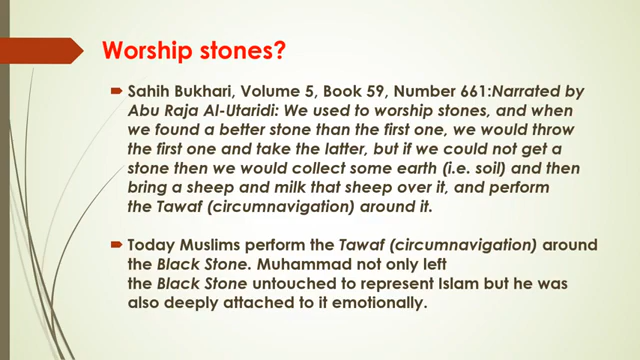 Worship stones?
Sahih Bukhari, Volume 5, Book 59, Number 661:Narrated by
Abu Raja Al-Utaridi: We used to worship stones, and when
we found a better stone than the first one, we would throw
the first one and take the latter, but if we could not get a
stone then we would collect some earth (i.e. soil) and then
bring a sheep and milk that sheep over it, and perform
the Tawaf (circumnavigation) around it.
Today Muslims perform the Tawaf (circumnavigation) around
the Black Stone. Muhammad not only left
the Black Stone untouched to represent Islam but he was
also deeply attached to it emotionally.